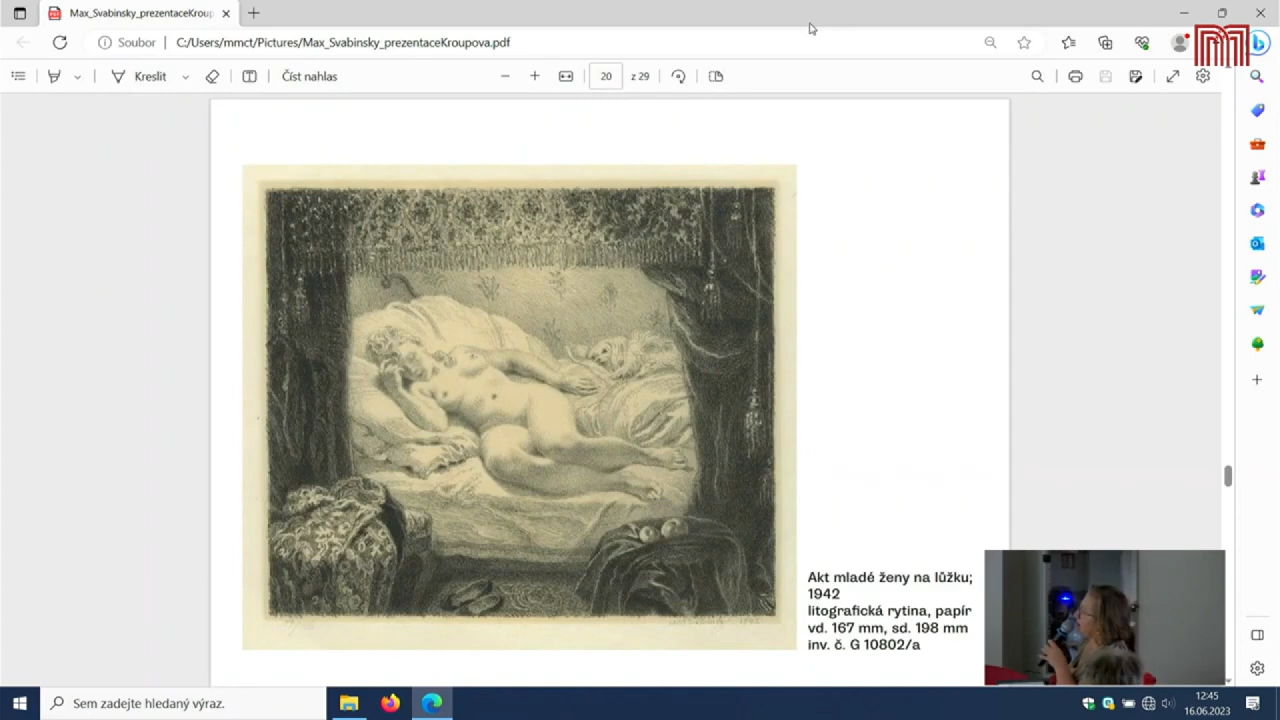 Max_Svabinsky_prezentaceKroupov
Soubor
C:/Users/mmct/Pictures/Max_Svabinsky_prezentaceKroupova.pdf
Kreslit
Číst nahlas
20
z 29
Akt mladé ženy na lůžku;
1942
litografická rytina, papír
vd. 167 mm, sd. 198 mm
inv. č. G 10802/a
Sem zadejte hledaný výraz.
12:45
16.06.2023